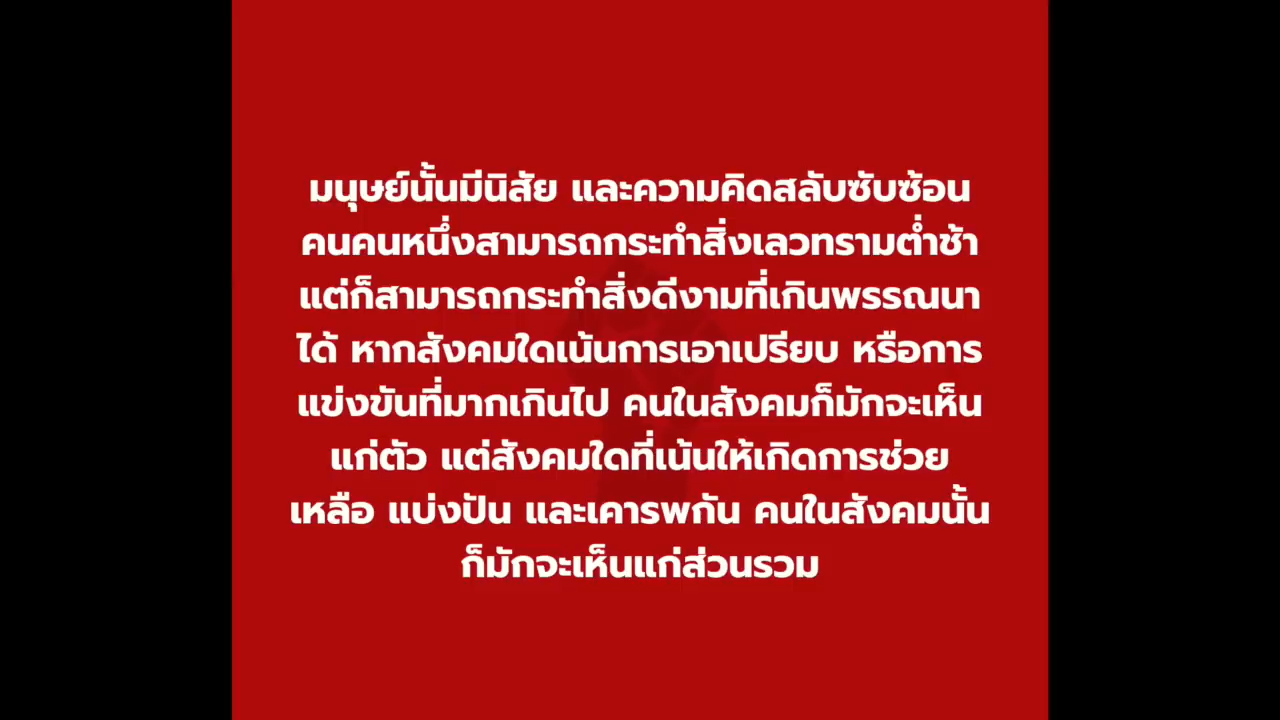 มนุษย์นั้นมีนิสัย และความคิดสลับซับซ้อน
คนคนหนึ่งสามารถกระทำสิ่งเลวทรามต่ำช้า
แต่ก็สามารถกระทำสิ่งดีงามที่เกินพรรณนา
ได้ หากสังคมใดเน้นการเอาเปรียบ หรือการ
แข่งขันที่มากเกินไป คนในสังคมก็มักจะเห็น
แก่ตัว แต่สังคมใดที่เน้นให้เกิดการช่วย
เหลือ แบ่งปัน และเคารพกัน คนในสังคมนั้น
ก็มักจะเห็นแก่ส่วนรวม